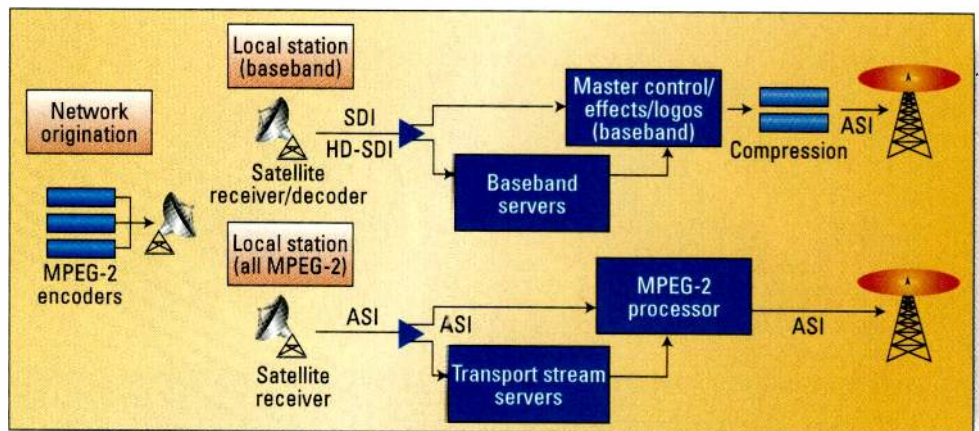 Network
origination
MPEG-2
encoders
Local station
(baseband)
Satellite
receiver/decoder
SDI
HD-SDI
Baseband
servers
Master control/
effects/logos
(baseband)
Compression
ASI
Local station
(all MPEG-2)
Satellite
receiver
ASI
ASI
Transport stream
servers
MPEG-2
processor
ASI